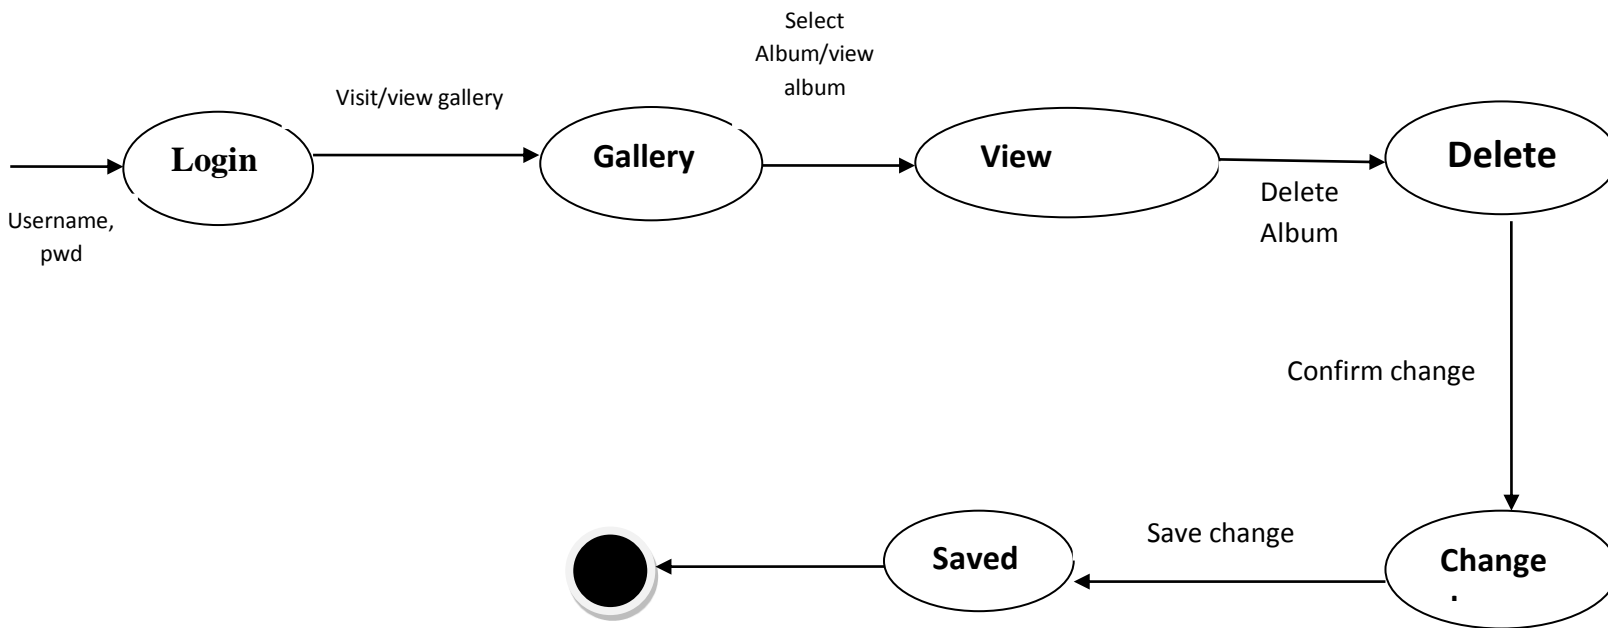 Select
Album/view
album
Visit/view gallery
Login
Gallery
View
Delete
Delete
Album
Username,
pwd
Confirm change
Save change
Saved
Change